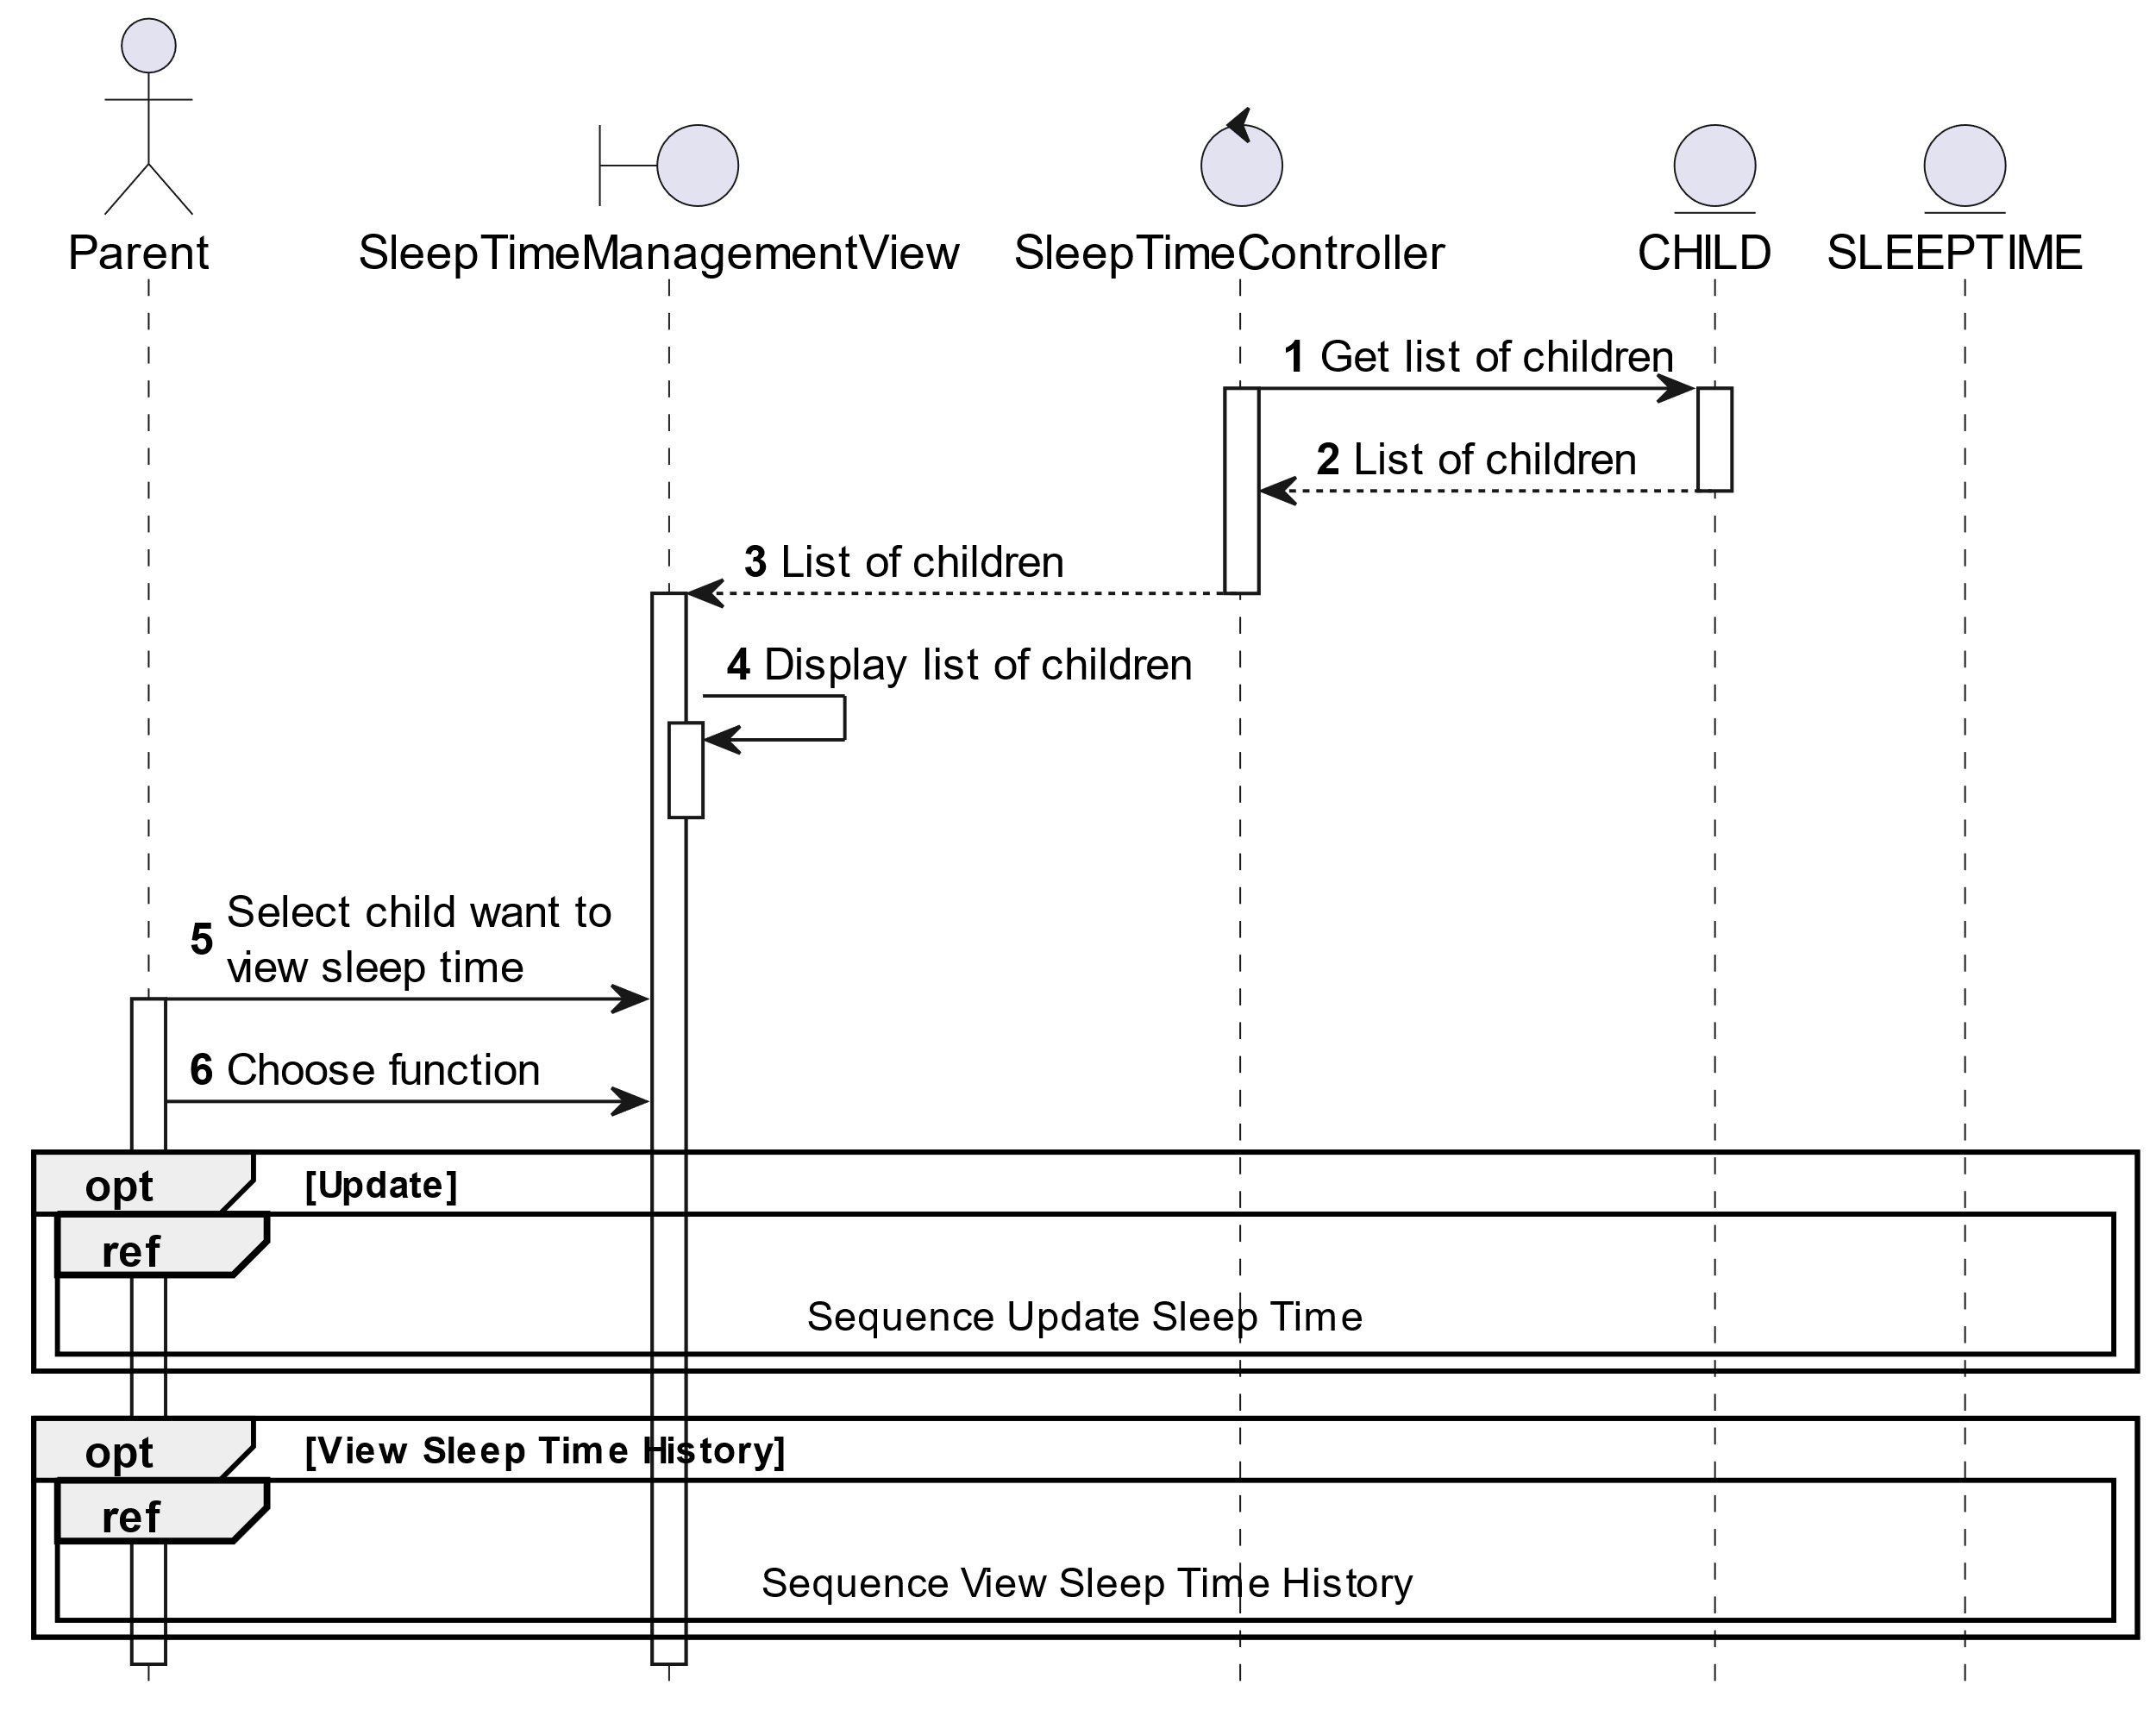 Parent
SleepTimeManagementView
SleepTimeController
CHILD
SLEEPTIME
1 Get list of children
2 List of children
3 List of children
4 Display list of children
5 Select child want to
view sleep time
6 Choose function
opt [Update]
ref
Sequence Update Sleep Time
opt [View Sleep Time History]
ref
Sequence View Sleep Time History